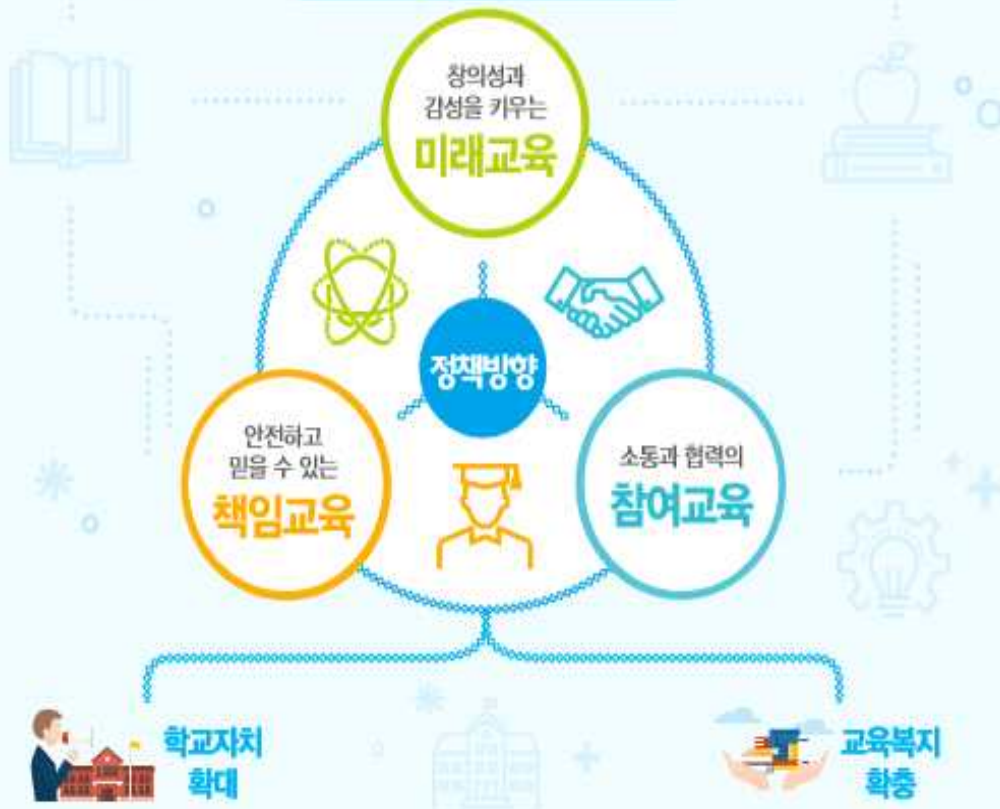 창의성과
감성을 키우는
미래교육
정책방향
안전하고
믿을 수 있는
책임교육
소통과 협력의
참여교육
학교자치
확대
교육복지
확충